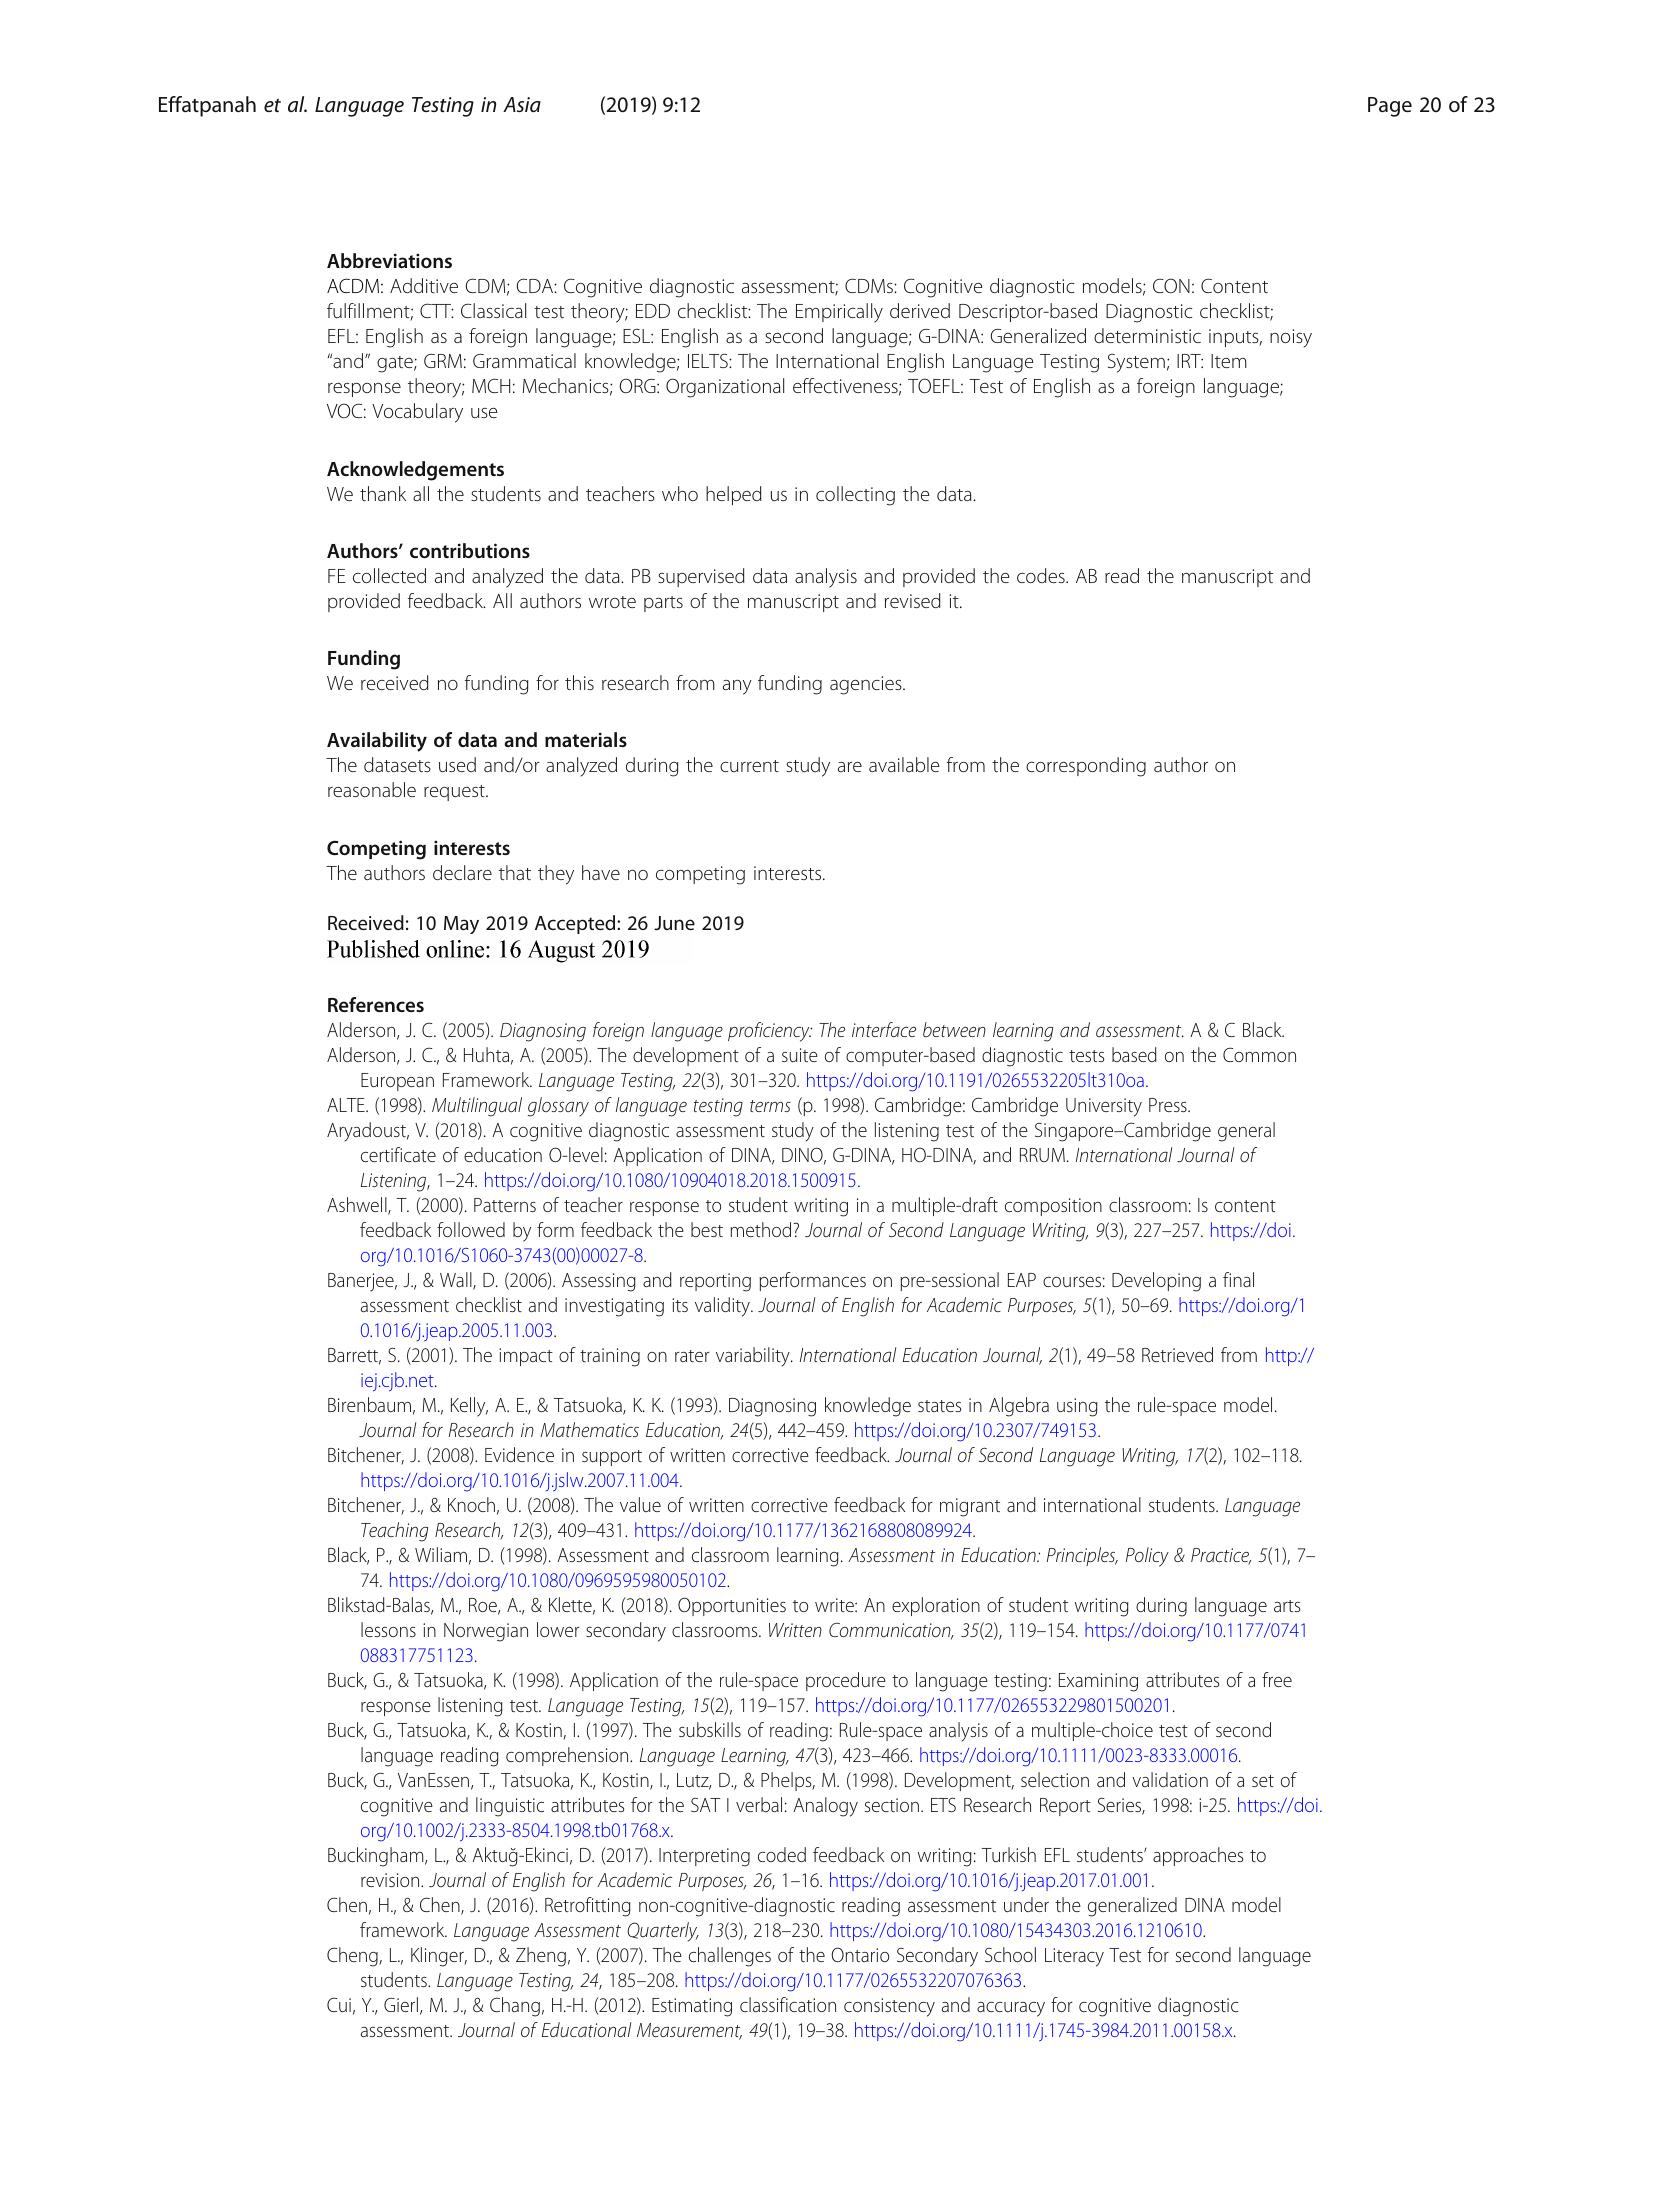 Effatpanah et al. Language Testing in Asia (2019) 9:12 Page 20 of 23
Abbreviations
ACDM: Additive CDM; CDA: Cognitive diagnostic assessment; CDMs: Cognitive diagnostic models; CON: Content
fulfillment; CTT: Classical test theory; EDD checklist: The Empirically derived Descriptor-based Diagnostic checklist;
EFL: English as a foreign language; ESL: English as a second language; G-DINA: Generalized deterministic inputs, noisy
“and” gate; GRM: Grammatical knowledge; IELTS: The International English Language Testing System; IRT: Item
response theory; MCH: Mechanics; ORG: Organizational effectiveness; TOEFL: Test of English as a foreign language;
VOC: Vocabulary use
Acknowledgements
We thank all the students and teachers who helped us in collecting the data.
Authors’ contributions
FE collected and analyzed the data. PB supervised data analysis and provided the codes. AB read the manuscript and
provided feedback. All authors wrote parts of the manuscript and revised it.
Funding
We received no funding for this research from any funding agencies.
Availability of data and materials
The datasets used and/or analyzed during the current study are available from the corresponding author on
reasonable request.
Competing interests
The authors declare that they have no competing interests.
Received: 10 May 2019 Accepted: 26 June 2019
Published online: 16 August 2019
References
Alderson, J. C. (2005). Diagnosing foreign language proficiency: The interface between learning and assessment. A & C Black.
Alderson, J. C., & Huhta, A. (2005). The development of a suite of computer-based diagnostic tests based on the Common
European Framework. Language Testing, 22(3), 301–320. https://doi.org/10.1191/0265532205lt310oa.
ALTE. (1998). Multilingual glossary of language testing terms (p. 1998). Cambridge: Cambridge University Press.
Aryadoust, V. (2018). A cognitive diagnostic assessment study of the listening test of the Singapore–Cambridge general
certificate of education O-level: Application of DINA, DINO, G-DINA, HO-DINA, and RRUM. International Journal of
Listening, 1–24. https://doi.org/10.1080/10904018.2018.1500915.
Ashwell, T. (2000). Patterns of teacher response to student writing in a multiple-draft composition classroom: Is content
feedback followed by form feedback the best method? Journal of Second Language Writing, 9(3), 227–257. https://doi.
org/10.1016/S1060-3743(00)00027-8.
Banerjee, J., & Wall, D. (2006). Assessing and reporting performances on pre-sessional EAP courses: Developing a final
assessment checklist and investigating its validity. Journal of English for Academic Purposes, 5(1), 50–69. https://doi.org/1
0.1016/j.jeap.2005.11.003.
Barrett, S. (2001). The impact of training on rater variability. International Education Journal, 2(1), 49–58 Retrieved from http://
iej.cjb.net.
Birenbaum, M., Kelly, A. E., & Tatsuoka, K. K. (1993). Diagnosing knowledge states in Algebra using the rule-space model.
Journal for Research in Mathematics Education, 24(5), 442–459. https://doi.org/10.2307/749153.
Bitchener, J. (2008). Evidence in support of written corrective feedback. Journal of Second Language Writing, 17(2), 102–118.
https://doi.org/10.1016/j.jslw.2007.11.004.
Bitchener, J., & Knoch, U. (2008). The value of written corrective feedback for migrant and international students. Language
Teaching Research, 12(3), 409–431. https://doi.org/10.1177/1362168808089924.
Black, P., & Wiliam, D. (1998). Assessment and classroom learning. Assessment in Education: Principles, Policy & Practice, 5(1), 7–
74. https://doi.org/10.1080/0969595980050102.
Blikstad-Balas, M., Roe, A., & Klette, K. (2018). Opportunities to write: An exploration of student writing during language arts
lessons in Norwegian lower secondary classrooms. Written Communication, 35(2), 119–154. https://doi.org/10.1177/0741
088317751123.
Buck, G., & Tatsuoka, K. (1998). Application of the rule-space procedure to language testing: Examining attributes of a free
response listening test. Language Testing, 15(2), 119–157. https://doi.org/10.1177/026553229801500201.
Buck, G., Tatsuoka, K., & Kostin, I. (1997). The subskills of reading: Rule-space analysis of a multiple-choice test of second
language reading comprehension. Language Learning, 47(3), 423–466. https://doi.org/10.1111/0023-8333.00016.
Buck, G., VanEssen, T., Tatsuoka, K., Kostin, I., Lutz, D., & Phelps, M. (1998). Development, selection and validation of a set of
cognitive and linguistic attributes for the SAT I verbal: Analogy section. ETS Research Report Series, 1998: i-25. https://doi.
org/10.1002/j.2333-8504.1998.tb01768.x.
Buckingham, L., & Aktuğ-Ekinci, D. (2017). Interpreting coded feedback on writing: Turkish EFL students’ approaches to
revision. Journal of English for Academic Purposes, 26, 1–16. https://doi.org/10.1016/j.jeap.2017.01.001.
Chen, H., & Chen, J. (2016). Retrofitting non-cognitive-diagnostic reading assessment under the generalized DINA model
framework. Language Assessment Quarterly, 13(3), 218–230. https://doi.org/10.1080/15434303.2016.1210610.
Cheng, L., Klinger, D., & Zheng, Y. (2007). The challenges of the Ontario Secondary School Literacy Test for second language
students. Language Testing, 24, 185–208. https://doi.org/10.1177/0265532207076363.
Cui, Y., Gierl, M. J., & Chang, H.-H. (2012). Estimating classification consistency and accuracy for cognitive diagnostic
assessment. Journal of Educational Measurement, 49(1), 19–38. https://doi.org/10.1111/j.1745-3984.2011.00158.x.